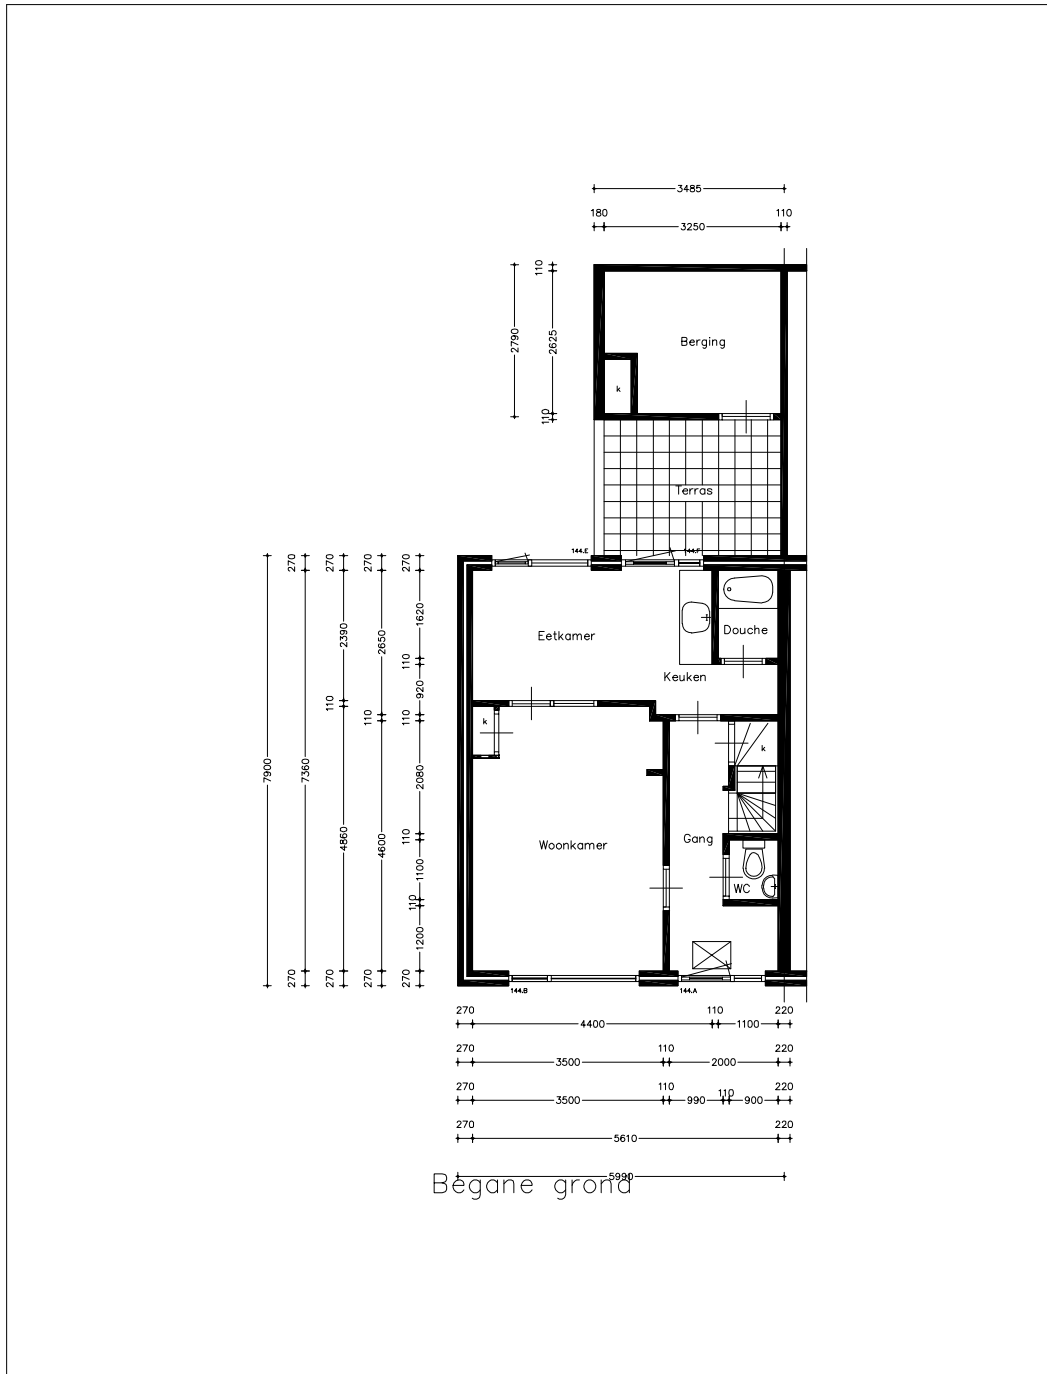 3485
180 3250 110
110
2790
2625
110
Berging
k
Terras
144.E 144.F
270 270 270 270
7900
7360
270 2390 110 4860 270
270 2650 110 4600 270
270 1620 110 920 110 2080 110 1100 110 1200 270
Eetkamer
Douche
Keuken
k
k
Woonkamer
Gang
WC
144.B 144.A
270 4400 110 1100 220
270 3500 110 2000 220
270 3500 110 990 110 900 220
270 5610 220
5990
Begane grond